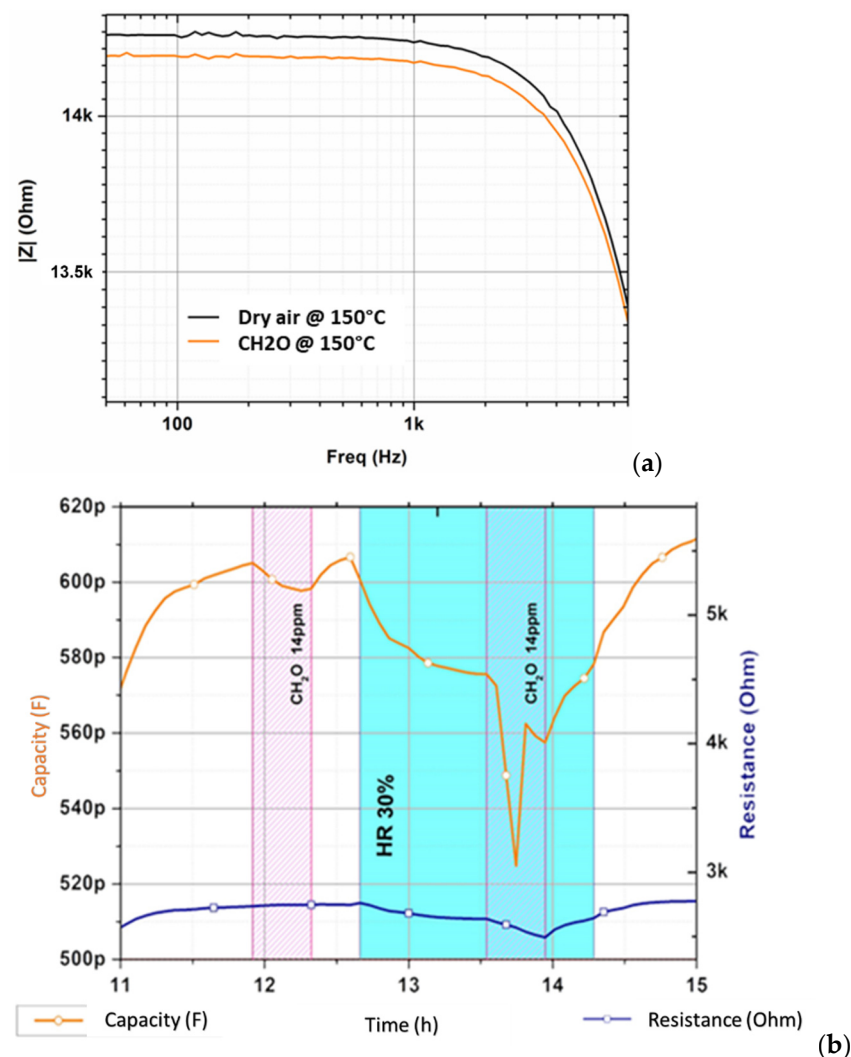 14k
13.5k
|Z| (Ohm)
Dry air @ 150°C
CH2O @ 150°C
100
1k
Freq (Hz)
(a)
620p
600p
580p
560p
540p
520p
500p
Capacity (F)
CH₂O 14ppm
HR 30%
CH₂O 14ppm
5k
4k
3k
Resistance (Ohm)
11
12
13
14
15
Capacity (F)
Time (h)
Resistance (Ohm)
(b)